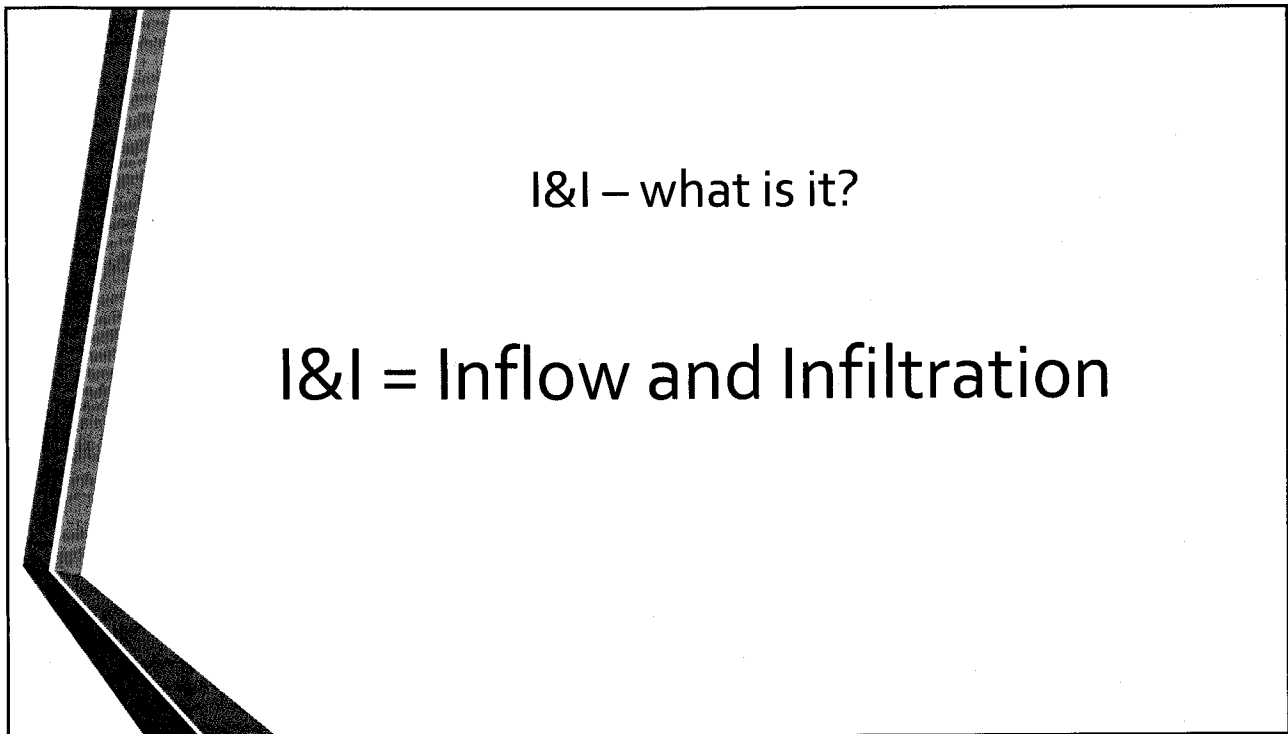 I&I – what is it?
I&I = Inflow and Infiltration